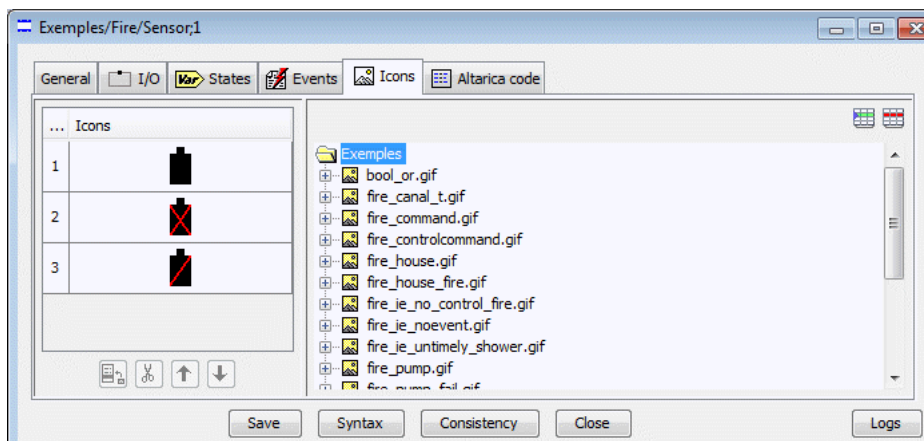 Exemples/Fire/Sensor;1
General I/O Var States Events Icons Altarica code
... Icons
1
2
3
Exemples
bool_or.gif
fire_canal_t.gif
fire_command.gif
fire_controlcommand.gif
fire_house.gif
fire_house_fire.gif
fire_ie_no_control_fire.gif
fire_ie_noevent.gif
fire_ie_untimely_shower.gif
fire_pump.gif
fire_pump_fail.gif
Save Syntax Consistency Close Logs